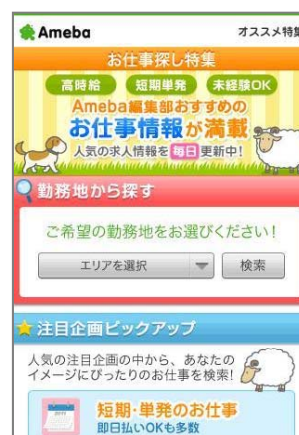 Ameba
オススメ特集
お仕事探し特集
高時給 短期単発 未経験OK
Ameba編集部おすすめの
お仕事情報が満載
人気の求人情報を毎日更新中!
勤務地から探す
ご希望の勤務地をお選びください!
エリアを選択 検索
注目企画ピックアップ
人気の注目企画の中から、あなたの
イメージにぴったりのお仕事を検索!
短期・単発のお仕事
即日払いOKも多数